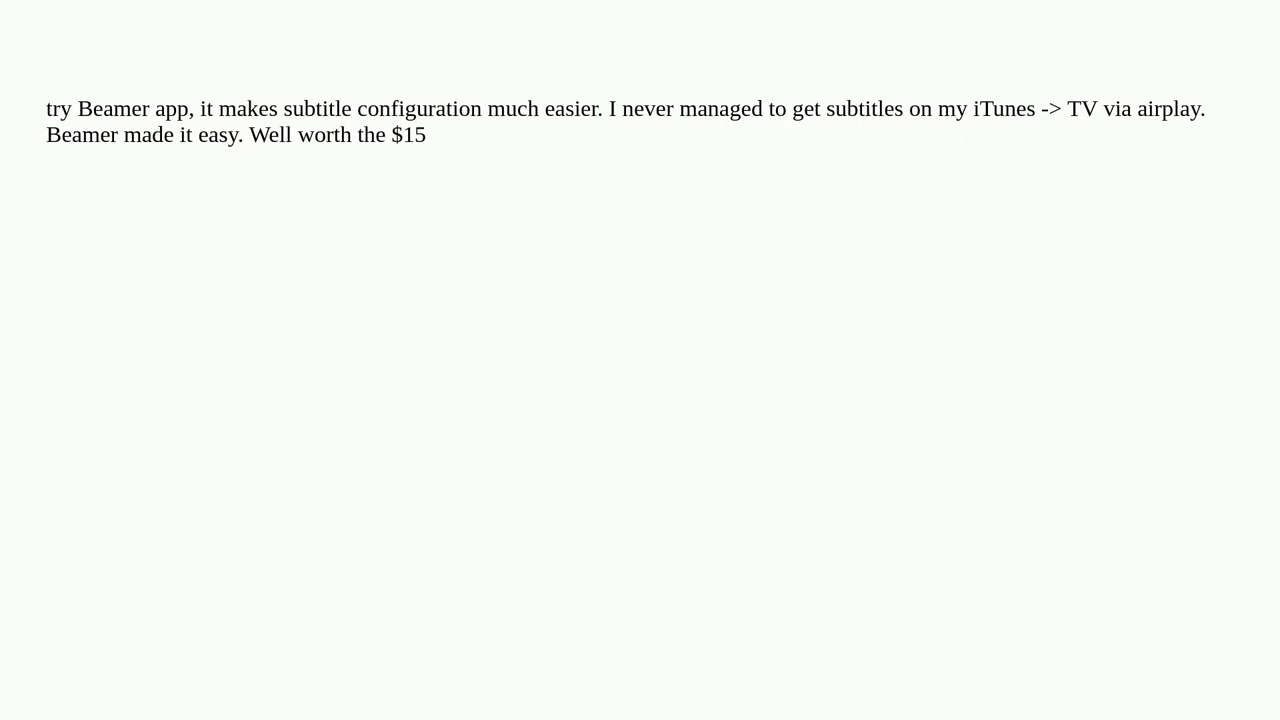 try Beamer app, it makes subtitle configuration much easier. I never managed to get subtitles on my iTunes -> TV via airplay.
Beamer made it easy. Well worth the $15